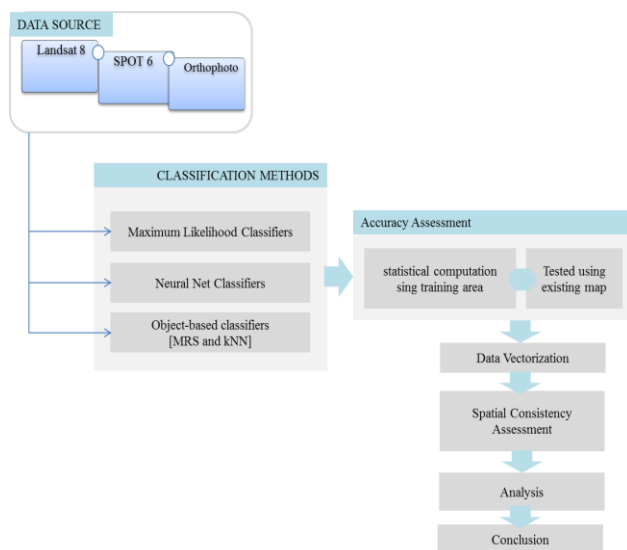 DATA SOURCE
Landsat 8
SPOT 6
Orthophoto
CLASSIFICATION METHODS
Maximum Likelihood Classifiers
Neural Net Classifiers
Object-based classifiers
[MRS and kNN]
Accuracy Assessment
statistical computation
sing training area
Tested using
existing map
Data Vectorization
Spatial Consistency
Assessment
Analysis
Conclusion